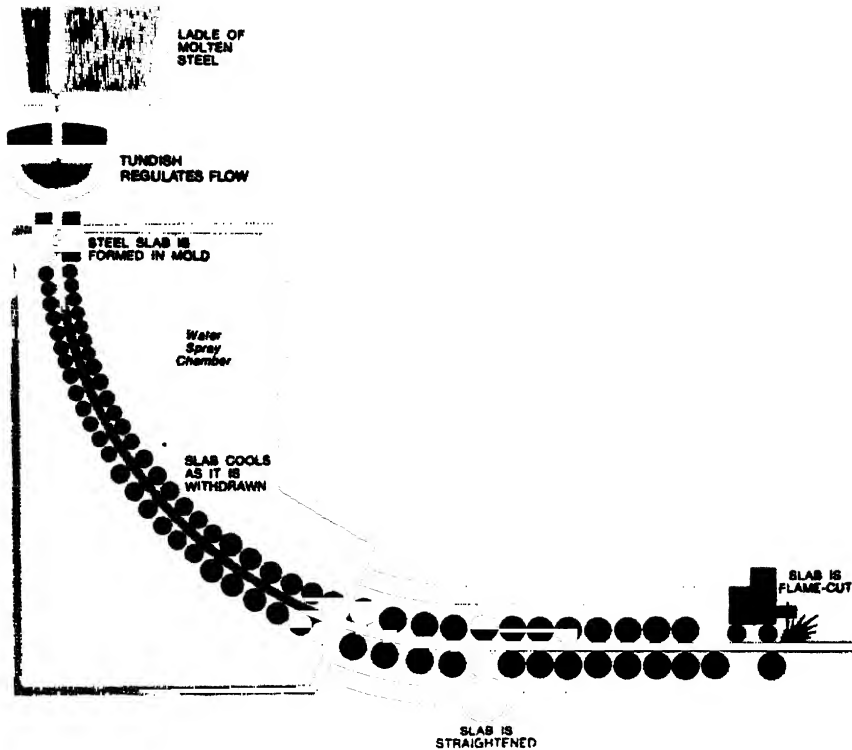 LADLE OF
MOLTEN
STEEL
TUNDISH
REGULATES FLOW
STEEL SLAB IS
FORMED IN MOLD
Water
Spray
Chamber
SLAB COOLS
AS IT IS
WITHDRAWN
SLAB IS
FLAME-CUT
SLAB IS
STRAIGHTENED